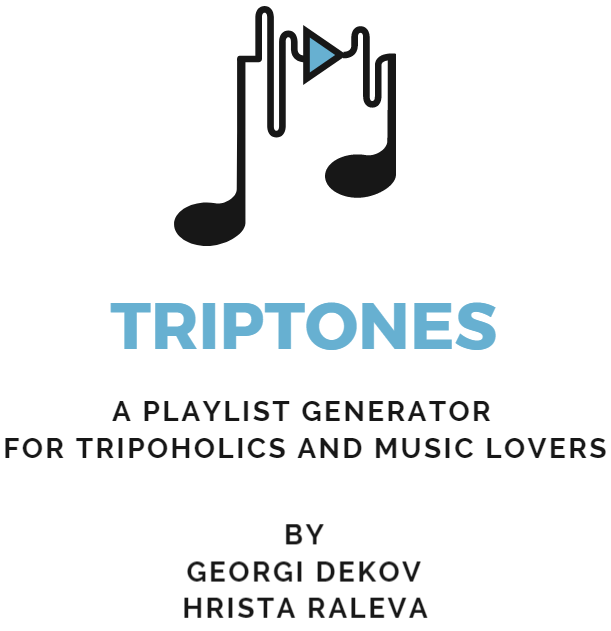 TRIPTONES
A PLAYLIST GENERATOR
FOR TRIPOHOLICS AND MUSIC LOVERS
BY
GEORGI DEKOV
HRISTA RALEVA